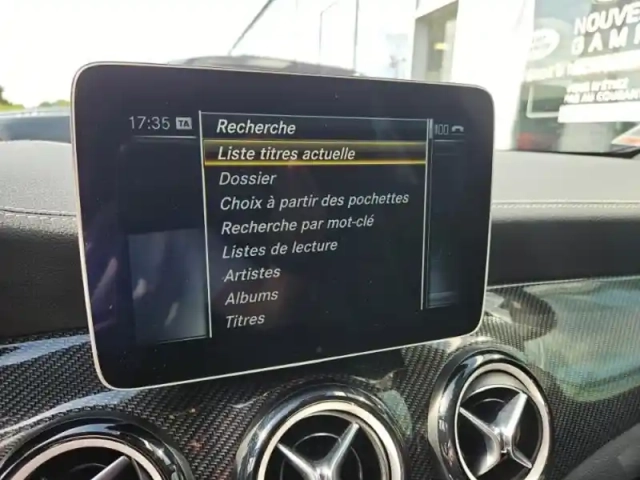 17:35 TA
Recherche
Liste titres actuelle
Dossier
Choix à partir des pochettes
Recherche par mot-clé
Listes de lecture
Artistes
Albums
Titres
NOUVE
GAM